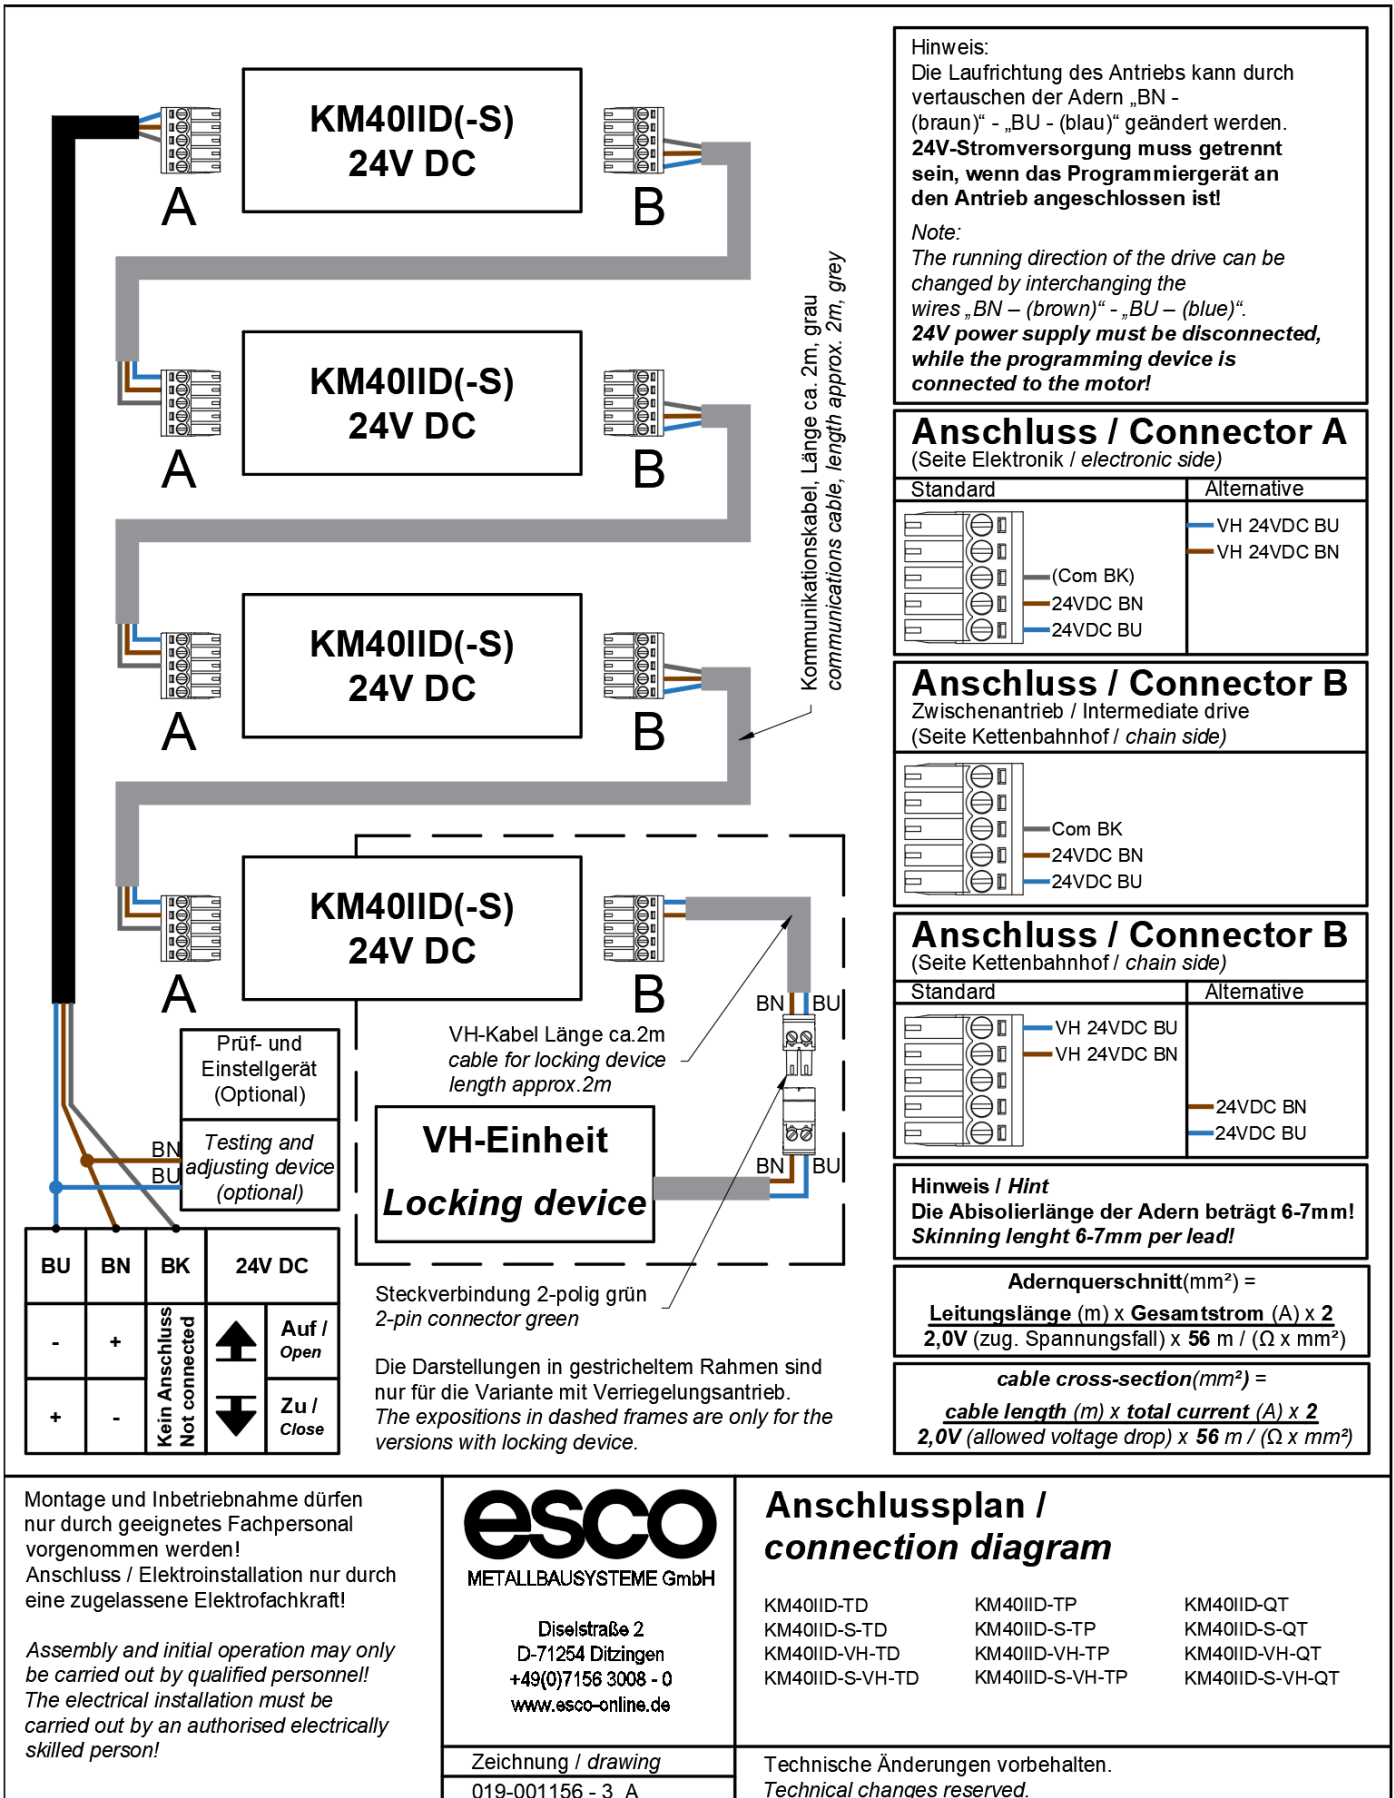 KM40IID(-S)
24V DC
A
B
KM40IID(-S)
24V DC
A
B
KM40IID(-S)
24V DC
A
B
KM40IID(-S)
24V DC
A
B
Kommunikationskabel, Länge ca. 2m, grau
communications cable, length approx. 2m, grey
BN
BU
VH-Kabel Länge ca.2m
cable for locking device
length approx.2m
VH-Einheit
Locking device
BN
BU
Prüf- und
Einstellgerät
(Optional)
Testing and
adjusting device
(optional)
BN
BU
BU
BN
BK
24V DC
-
+
Kein Anschluss
Not connected
Auf /
Open
+
-
Zu /
Close
Steckverbindung 2-polig grün
2-pin connector green
Die Darstellungen in gestricheltem Rahmen sind
nur für die Variante mit Verriegelungsantrieb.
The expositions in dashed frames are only for the
versions with locking device.
Hinweis:
Die Laufrichtung des Antriebs kann durch
vertauschen der Adern „BN -
(braun)“ - „BU - (blau)“ geändert werden.
24V-Stromversorgung muss getrennt
sein, wenn das Programmiergerät an
den Antrieb angeschlossen ist!
Note:
The running direction of the drive can be
changed by interchanging the
wires „BN – (brown)“ - „BU – (blue)“.
24V power supply must be disconnected,
while the programming device is
connected to the motor!
Anschluss / Connector A
(Seite Elektronik / electronic side)
Standard
Alternative
VH 24VDC BU
VH 24VDC BN
(Com BK)
24VDC BN
24VDC BU
Anschluss / Connector B
Zwischenantrieb / Intermediate drive
(Seite Kettenbahnhof / chain side)
Com BK
24VDC BN
24VDC BU
Anschluss / Connector B
(Seite Kettenbahnhof / chain side)
Standard
Alternative
VH 24VDC BU
VH 24VDC BN
24VDC BN
24VDC BU
Hinweis / Hint
Die Abisolierlänge der Adern beträgt 6-7mm!
Skinning lenght 6-7mm per lead!
Adernquerschnitt(mm²) =
Leitungslänge (m) x Gesamtstrom (A) x 2
2,0V (zug. Spannungsfall) x 56 m / (Ω x mm²)
cable cross-section(mm²) =
cable length (m) x total current (A) x 2
2,0V (allowed voltage drop) x 56 m / (Ω x mm²)
Montage und Inbetriebnahme dürfen
nur durch geeignetes Fachpersonal
vorgenommen werden!
Anschluss / Elektroinstallation nur durch
eine zugelassene Elektrofachkraft!
Assembly and initial operation may only
be carried out by qualified personnel!
The electrical installation must be
carried out by an authorised electrically
skilled person!
esco
METALLBAUSYSTEME GmbH
Diselstraße 2
D-71254 Ditzingen
+49(0)7156 3008 - 0
www.esco-online.de
Zeichnung / drawing
019-001156 - 3_A
Anschlussplan /
connection diagram
KM40IID-TD
KM40IID-S-TD
KM40IID-VH-TD
KM40IID-S-VH-TD
KM40IID-TP
KM40IID-S-TP
KM40IID-VH-TP
KM40IID-S-VH-TP
KM40IID-QT
KM40IID-S-QT
KM40IID-VH-QT
KM40IID-S-VH-QT
Technische Änderungen vorbehalten.
Technical changes reserved.